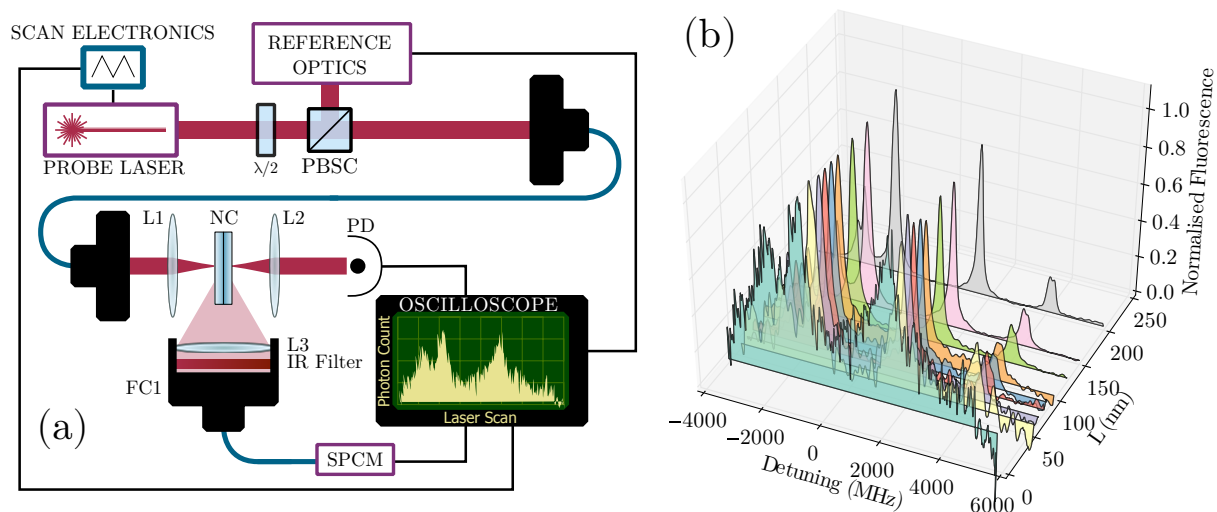 (a)
SCAN ELECTRONICS
REFERENCE
OPTICS
PROBE LASER
λ/2
PBSC
L1
NC
L2
PD
OSCILLOSCOPE
Photon Count
Laser Scan
L3
IR Filter
FC1
SPCM
(b)
Normalised Fluorescence
1.0
0.8
0.6
0.4
0.2
0.0
250
200
150
100
50
0
L (nm)
−4000
−2000
0
2000
4000
6000
Detuning (MHz)